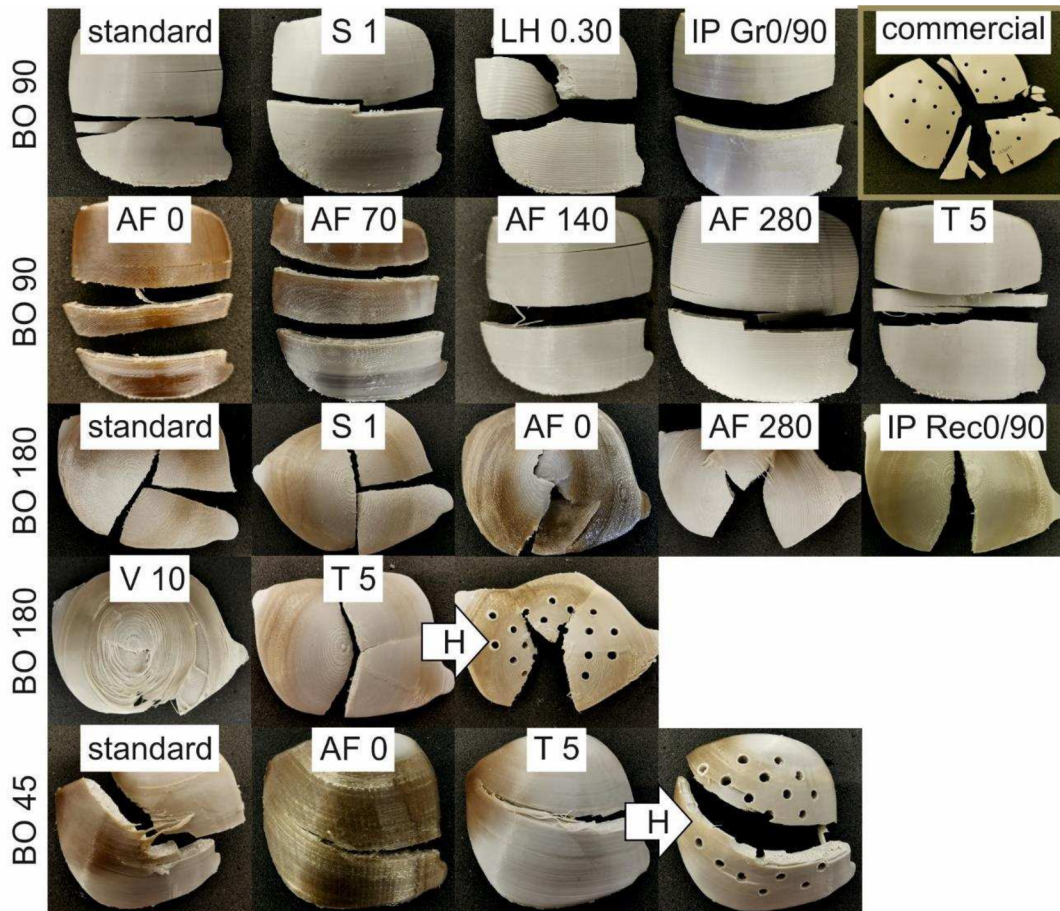 BO 90
standard
S 1
LH 0.30
IP Gr0/90
commercial
BO 90
AF 0
AF 70
AF 140
AF 280
T 5
BO 180
standard
S 1
AF 0
AF 280
IP Rec0/90
BO 180
V 10
T 5
H
BO 45
standard
AF 0
T 5
H